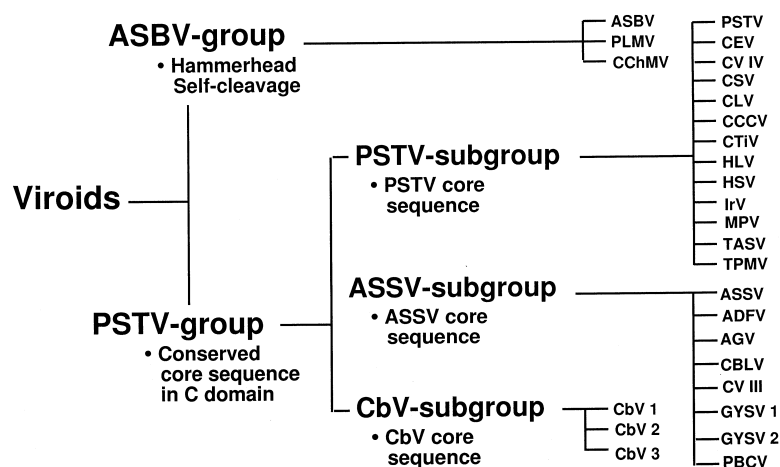 ASBV-group
• Hammerhead
Self-cleavage
ASBV
PLMV
CChMV
Viroids
PSTV-group
• Conserved
core sequence
in C domain
PSTV-subgroup
• PSTV core
sequence
PSTV
CEV
CV IV
CSV
CLV
CCCV
CTiV
HLV
HSV
IrV
MPV
TASV
TPMV
ASSV-subgroup
• ASSV core
sequence
ASSV
ADFV
AGV
CBLV
CV III
GYSV 1
GYSV 2
PBCV
CbV-subgroup
• CbV core
sequence
CbV 1
CbV 2
CbV 3